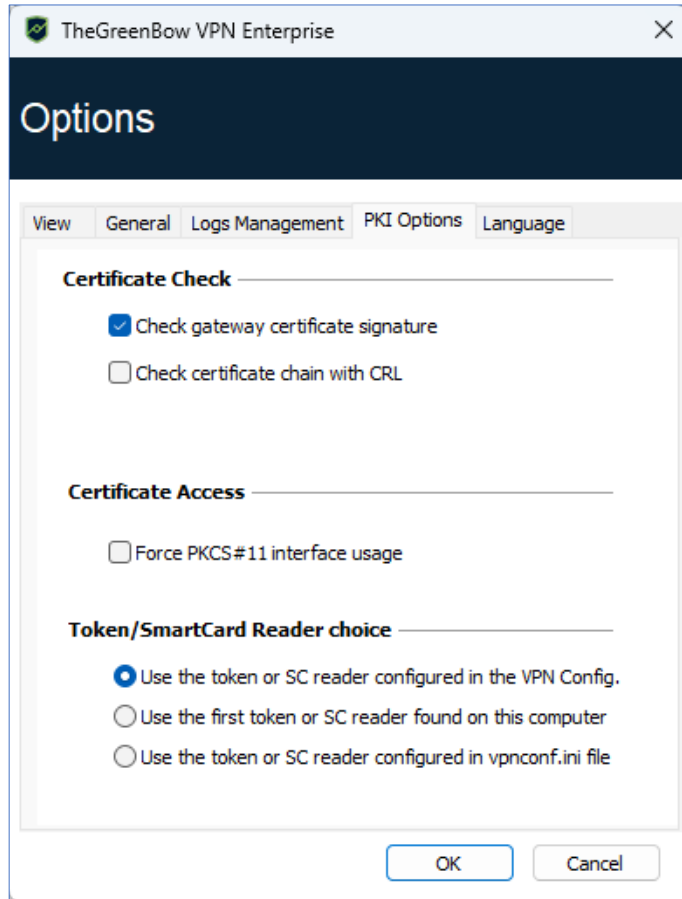 TheGreenBow VPN Enterprise
Options
View General Logs Management PKI Options Language
Certificate Check
Check gateway certificate signature
Check certificate chain with CRL
Certificate Access
Force PKCS#11 interface usage
Token/SmartCard Reader choice
Use the token or SC reader configured in the VPN Config.
Use the first token or SC reader found on this computer
Use the token or SC reader configured in vpnconf.ini file
OK Cancel